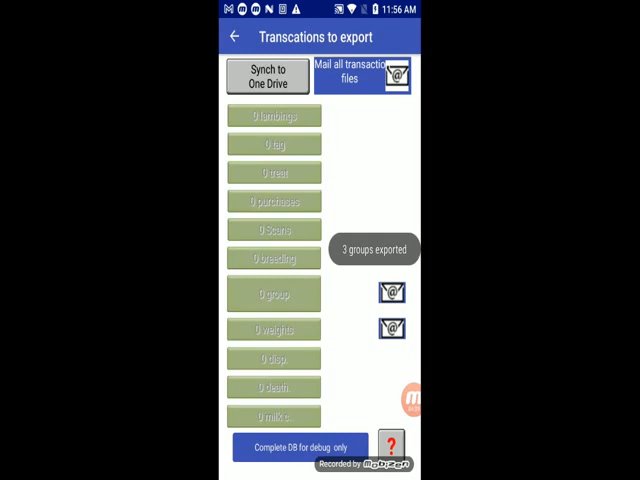 11:56 AM
Transcations to export
Synch to
One Drive
Mail all transactio
files
0 lambings
0 tag
0 treat
0 purchases
0 Scans
0 breeding
3 groups exported
0 group
0 weights
0 disp.
0 death.
0 milk c.
Complete DB for debug only
?
Recorded by Mobizen